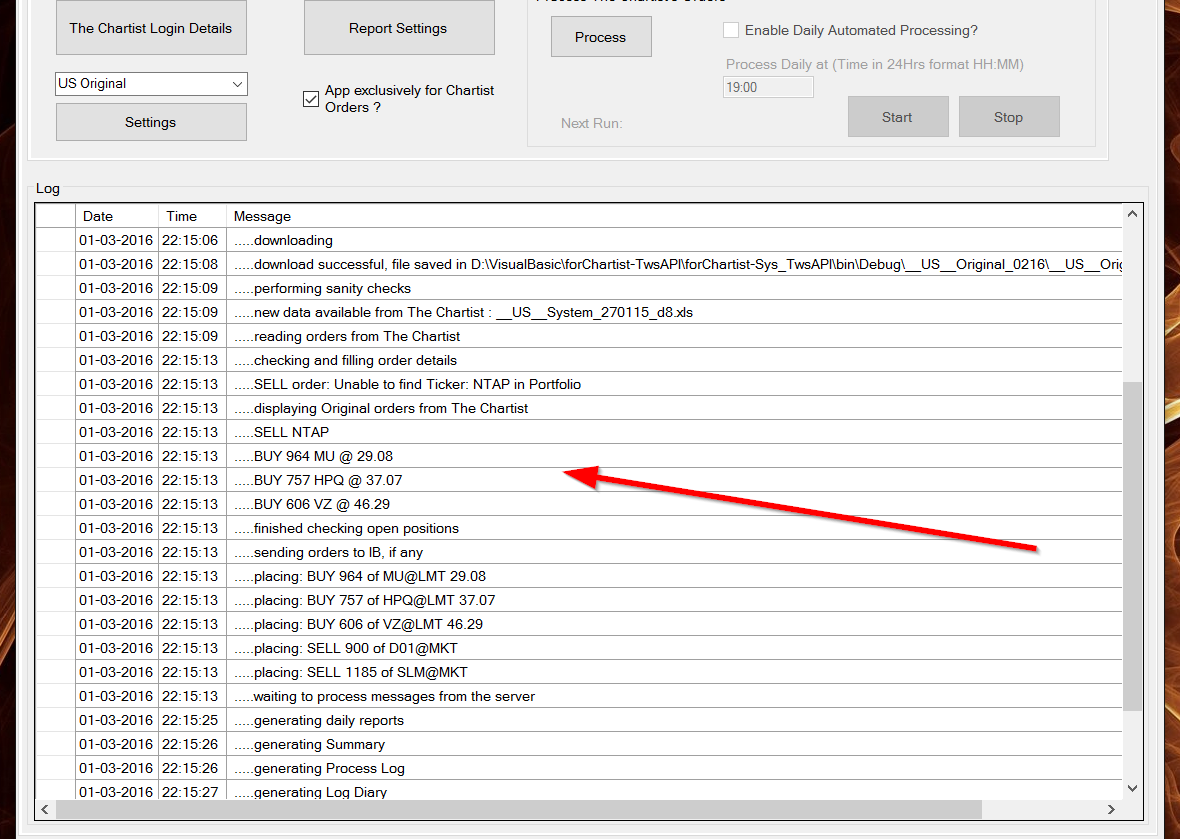 Process The Chartist's Orders
The Chartist Login Details
Report Settings
Process
Enable Daily Automated Processing?
Process Daily at (Time in 24Hrs format HH:MM)
US Original
19:00
App exclusively for Chartist
Orders ?
Settings
Next Run:
Start
Stop
Log
Date Time Message
01-03-2016 22:15:06 .....downloading
01-03-2016 22:15:08 .....download successful, file saved in D:\VisualBasic\forChartist-TwsAPI\forChartist-Sys_TwsAPI\bin\Debug\__US__Original_0216\__US__Orig
01-03-2016 22:15:09 .....performing sanity checks
01-03-2016 22:15:09 .....new data available from The Chartist : __US__System_270115_d8.xls
01-03-2016 22:15:09 .....reading orders from The Chartist
01-03-2016 22:15:13 .....checking and filling order details
01-03-2016 22:15:13 .....SELL order: Unable to find Ticker: NTAP in Portfolio
01-03-2016 22:15:13 .....displaying Original orders from The Chartist
01-03-2016 22:15:13 .....SELL NTAP
01-03-2016 22:15:13 .....BUY 964 MU @ 29.08
01-03-2016 22:15:13 .....BUY 757 HPQ @ 37.07
01-03-2016 22:15:13 .....BUY 606 VZ @ 46.29
01-03-2016 22:15:13 .....finished checking open positions
01-03-2016 22:15:13 .....sending orders to IB, if any
01-03-2016 22:15:13 .....placing: BUY 964 of MU@LMT 29.08
01-03-2016 22:15:13 .....placing: BUY 757 of HPQ@LMT 37.07
01-03-2016 22:15:13 .....placing: BUY 606 of VZ@LMT 46.29
01-03-2016 22:15:13 .....placing: SELL 900 of D01@MKT
01-03-2016 22:15:13 .....placing: SELL 1185 of SLM@MKT
01-03-2016 22:15:13 .....waiting to process messages from the server
01-03-2016 22:15:25 .....generating daily reports
01-03-2016 22:15:26 .....generating Summary
01-03-2016 22:15:26 .....generating Process Log
01-03-2016 22:15:27 .....generating Log Diary